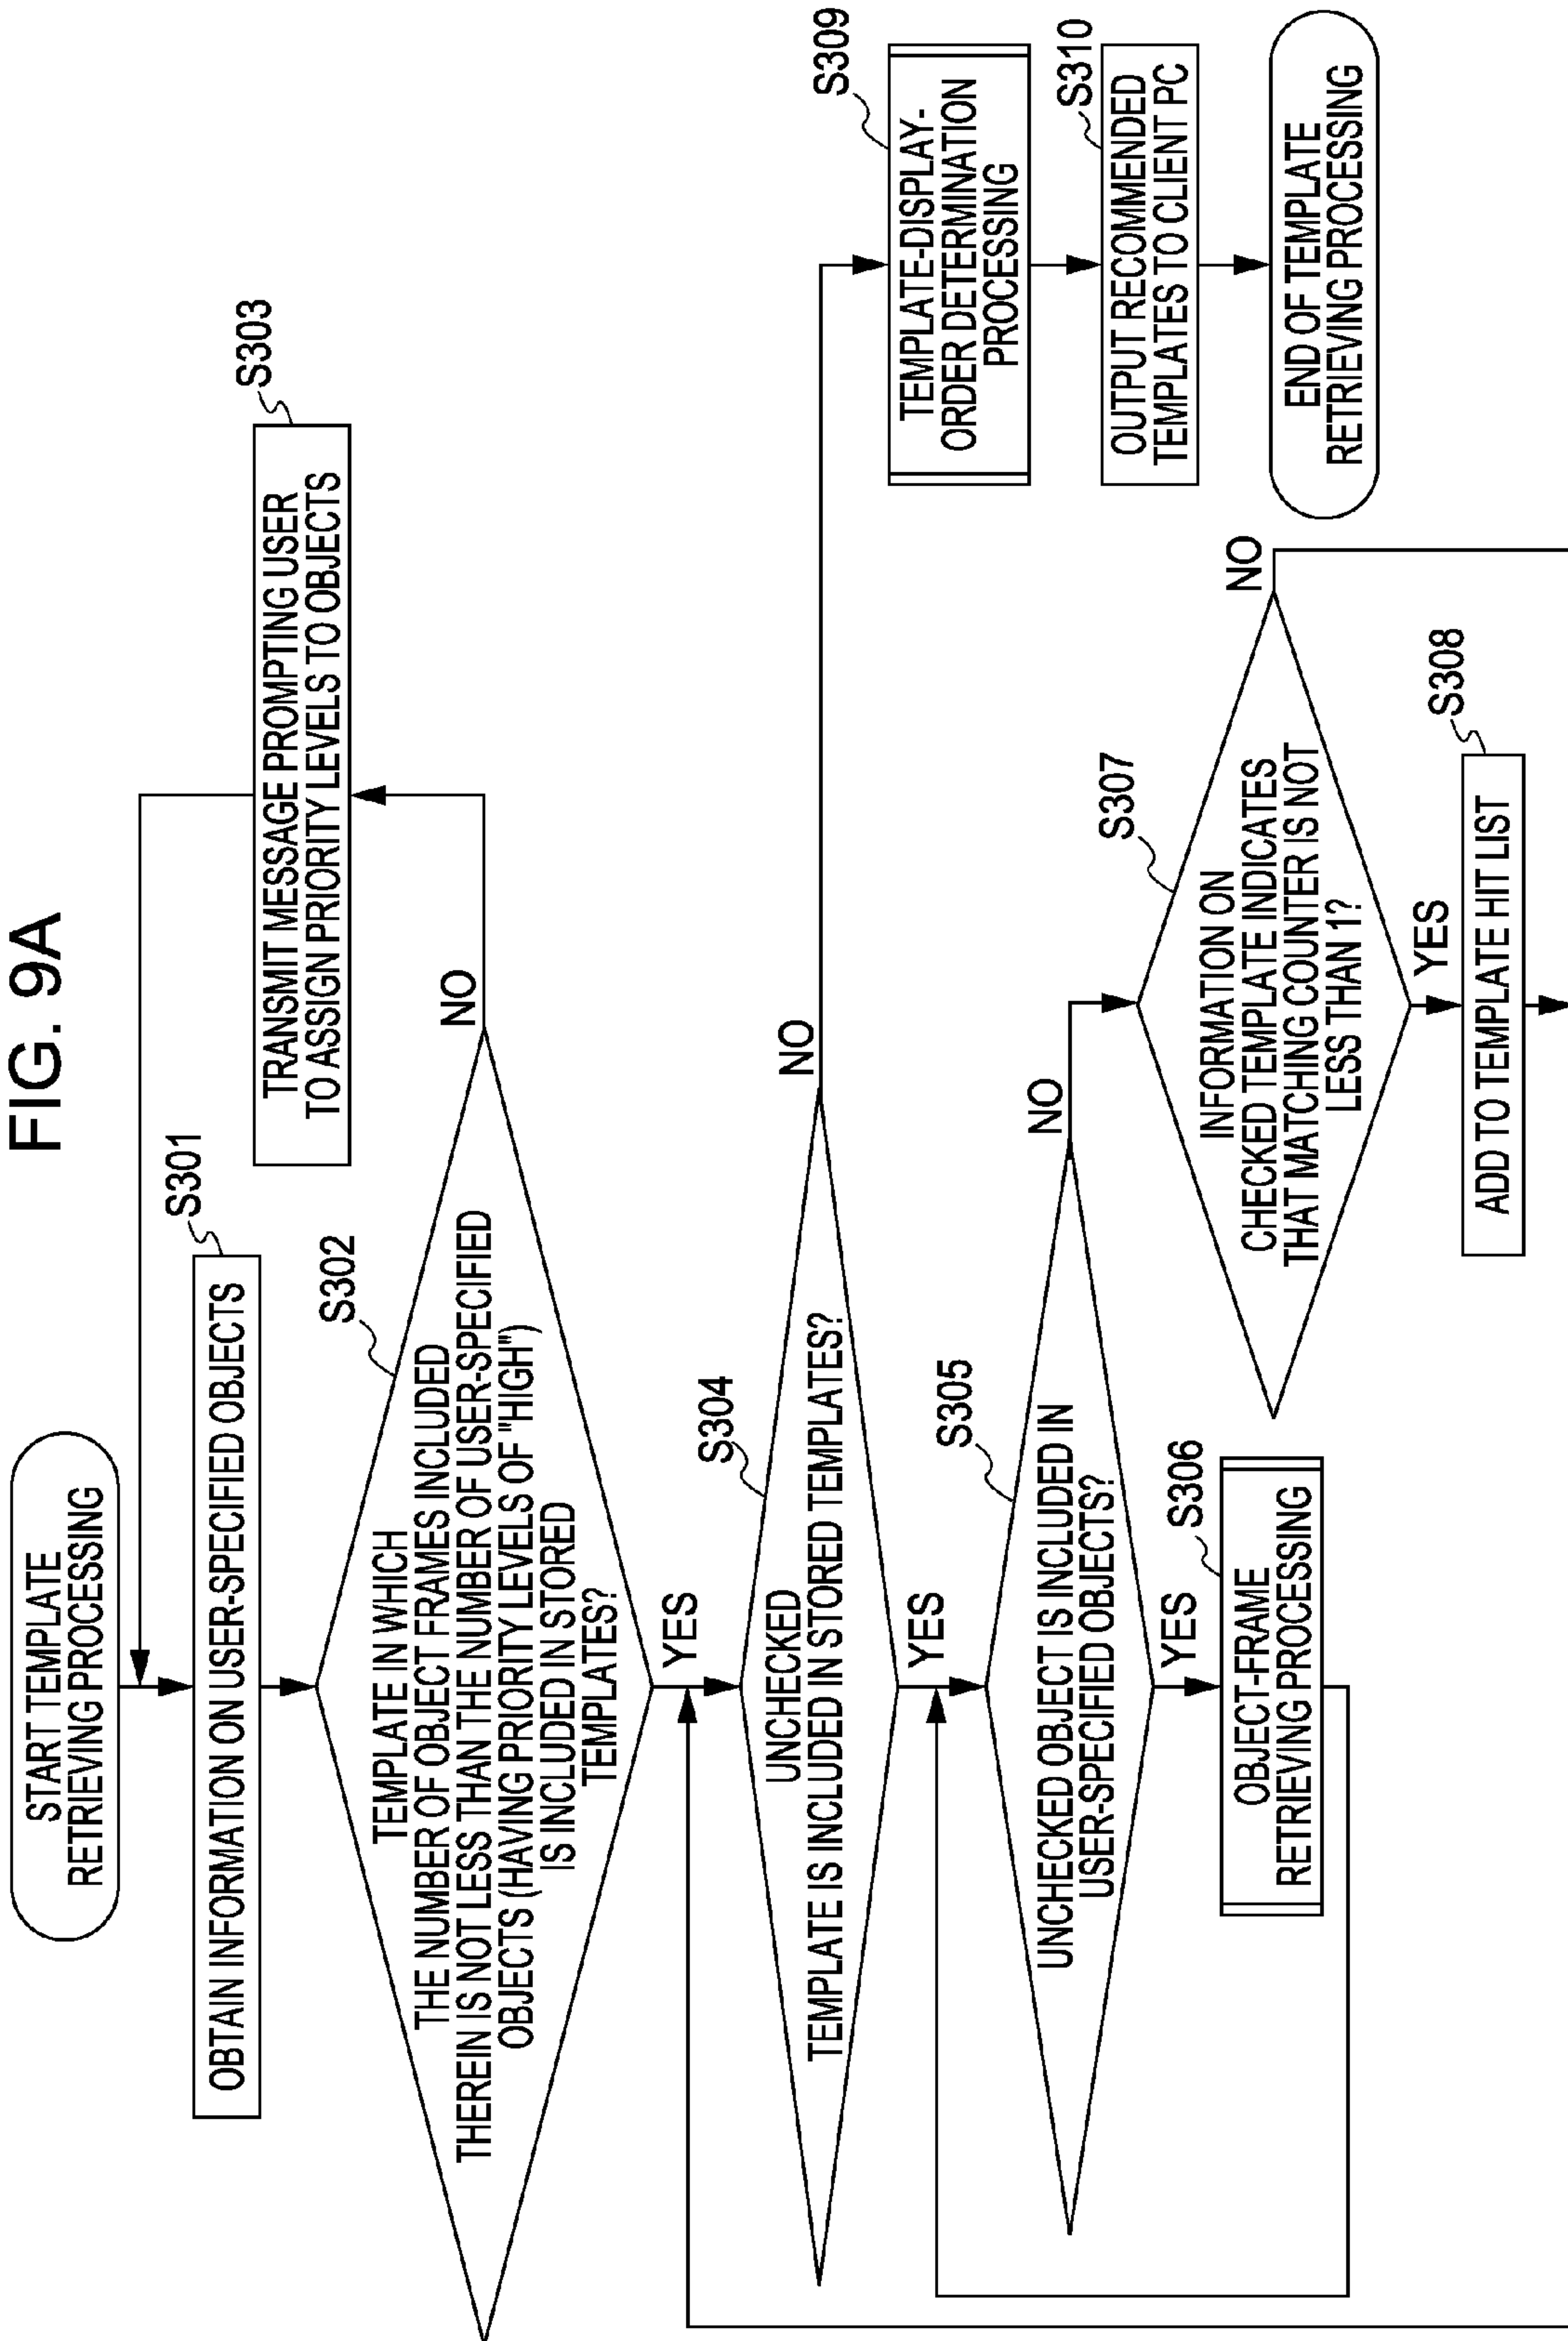 FIG. 9A
START TEMPLATE
RETRIEVING PROCESSING
S301
OBTAIN INFORMATION ON USER-SPECIFIED OBJECTS
S302
TEMPLATE IN WHICH
THE NUMBER OF OBJECT FRAMES INCLUDED
THEREIN IS NOT LESS THAN THE NUMBER OF USER-SPECIFIED
OBJECTS (HAVING PRIORITY LEVELS OF "HIGH")
IS INCLUDED IN STORED
TEMPLATES?
NO
YES
S303
TRANSMIT MESSAGE PROMPTING USER
TO ASSIGN PRIORITY LEVELS TO OBJECTS
S304
UNCHECKED
TEMPLATE IS INCLUDED IN STORED TEMPLATES?
NO
YES
S305
UNCHECKED OBJECT IS INCLUDED IN
USER-SPECIFIED OBJECTS?
NO
YES
S306
OBJECT-FRAME
RETRIEVING PROCESSING
S307
INFORMATION ON
CHECKED TEMPLATE INDICATES
THAT MATCHING COUNTER IS NOT
LESS THAN 1?
NO
YES
S308
ADD TO TEMPLATE HIT LIST
S309
TEMPLATE-DISPLAY-
ORDER DETERMINATION
PROCESSING
S310
OUTPUT RECOMMENDED
TEMPLATES TO CLIENT PC
END OF TEMPLATE
RETRIEVING PROCESSING